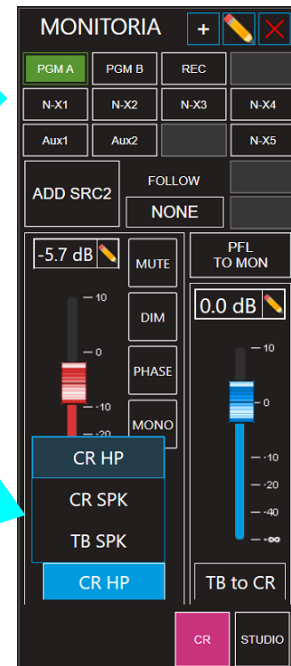 MONITORIA +
PGM A PGM B REC
N-X1 N-X2 N-X3 N-X4
Aux1 Aux2 N-X5
ADD SRC2 FOLLOW
NONE
-5.7 dB MUTE PFL
TO MON
10 DIM 0.0 dB
0 PHASE 10
-10 MONO 0
-20
CR HP -10
CR SPK -20
-40
TB SPK -∞
CR HP TB to CR
CR STUDIO